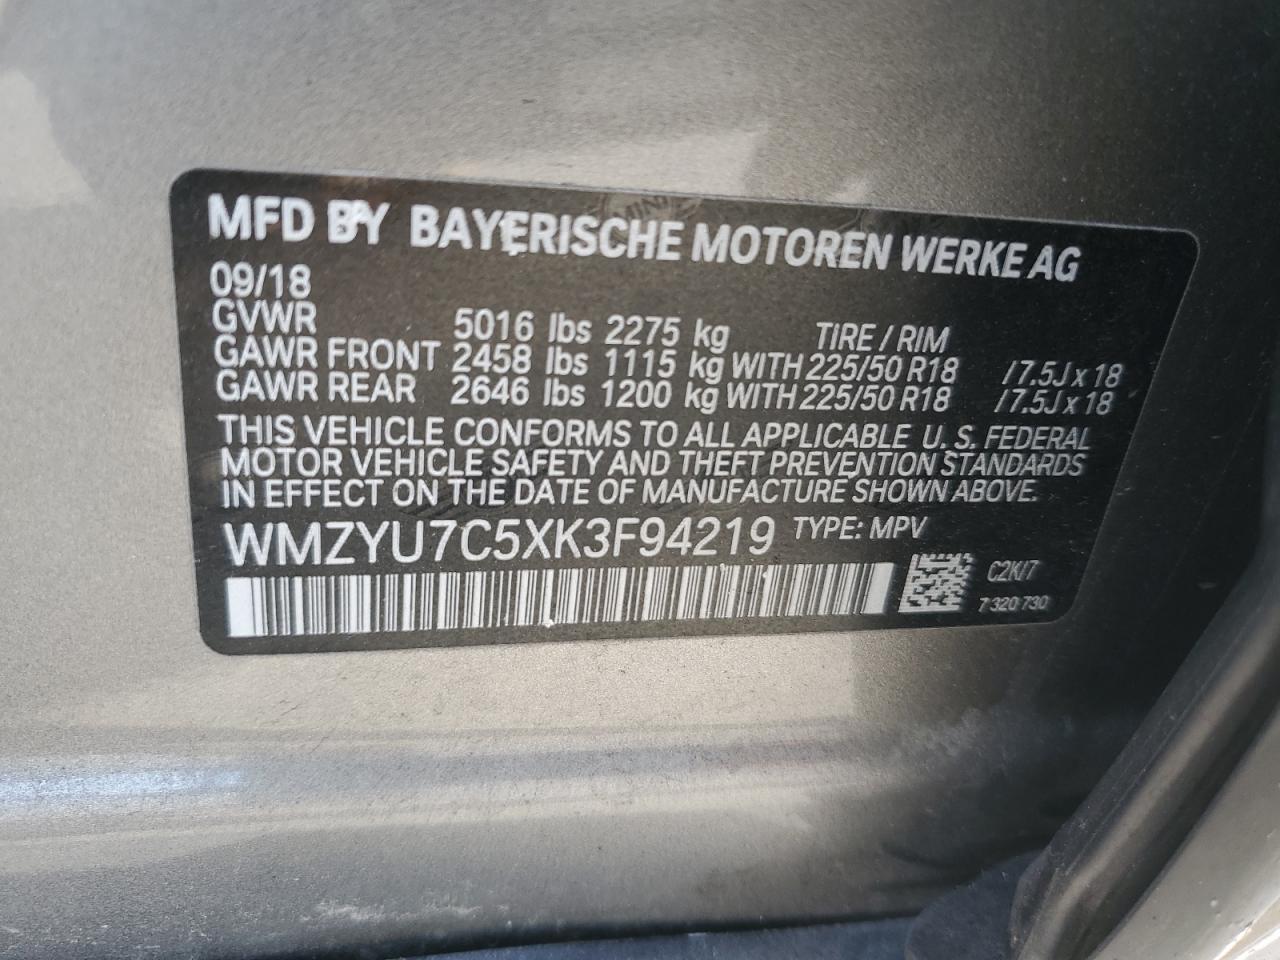 MFD BY BAYERISCHE MOTOREN WERKE AG
09/18
GVWR 5016 lbs 2275 kg TIRE / RIM
GAWR FRONT 2458 lbs 1115 kg WITH 225/50 R18 / 7.5J x 18
GAWR REAR 2646 lbs 1200 kg WITH 225/50 R18 / 7.5J x 18
THIS VEHICLE CONFORMS TO ALL APPLICABLE U. S. FEDERAL
MOTOR VEHICLE SAFETY AND THEFT PREVENTION STANDARDS
IN EFFECT ON THE DATE OF MANUFACTURE SHOWN ABOVE.
WMZYU7C5XK3F94219 TYPE: MPV
C2K/7
7 320 730